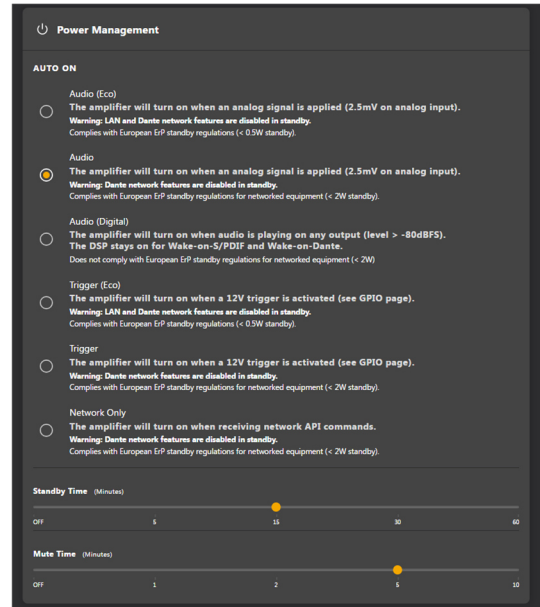 Power Management
AUTO ON
Audio (Eco)
The amplifier will turn on when an analog signal is applied (2.5mV on analog input).
Warning: LAN and Dante network features are disabled in standby.
Complies with European ErP standby regulations (< 0.5W standby).
Audio
The amplifier will turn on when an analog signal is applied (2.5mV on analog input).
Warning: Dante network features are disabled in standby.
Complies with European ErP standby regulations for networked equipment (< 2W standby).
Audio (Digital)
The amplifier will turn on when audio is playing on any output (level > -80dBFS).
The DSP stays on for Wake-on-S/PDIF and Wake-on-Dante.
Does not comply with European ErP standby regulations for networked equipment (< 2W)
Trigger (Eco)
The amplifier will turn on when a 12V trigger is activated (see GPIO page).
Warning: LAN and Dante network features are disabled in standby.
Complies with European ErP standby regulations (< 0.5W standby).
Trigger
The amplifier will turn on when a 12V trigger is activated (see GPIO page).
Warning: Dante network features are disabled in standby.
Complies with European ErP standby regulations for networked equipment (< 2W standby).
Network Only
The amplifier will turn on when receiving network API commands.
Warning: Dante network features are disabled in standby.
Complies with European ErP standby regulations for networked equipment (< 2W standby).
Standby Time (Minutes)
OFF 5 15 30 60
Mute Time (Minutes)
OFF 1 2 5 10